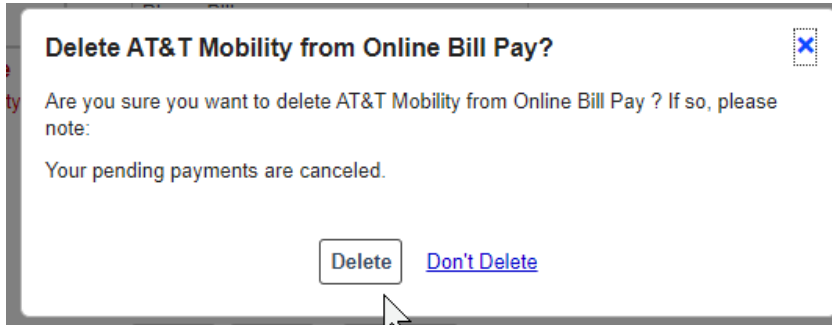 Delete AT&T Mobility from Online Bill Pay?
Are you sure you want to delete AT&T Mobility from Online Bill Pay ? If so, please
note:
Your pending payments are canceled.
Delete Don't Delete